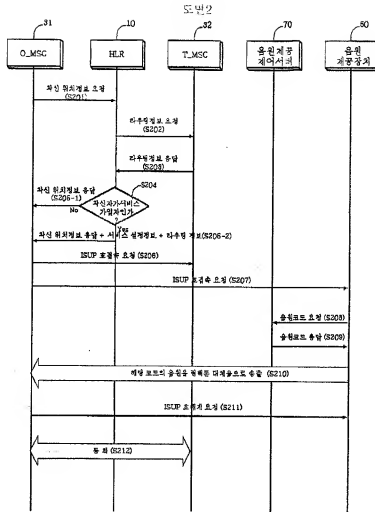 도면2
31
10
32
70
50
O_MSC
HLR
T_MSC
음원제공
제어서버
음원
제공장치
착신 위치정보 요청
(S201)
라우팅정보 요청
(S202)
라우팅정보 응답
(S203)
S204
착신 위치정보 응답
(S206-1)
착신자가 서비스
가입자인가
?
No
Yes
착신 위치정보 응답 + 서비스 설정정보 + 라우팅 정보(S206-2)
ISUP 호접속 요청 (S206)
ISUP 호접속 요청(S207)
음원코드 요청 (S208)
음원코드 응답 (S209)
해당 코드의 음원을 링백톤 대체음으로 송출 (S210)
ISUP 호해지 요청(S211)
통 화 (S212)